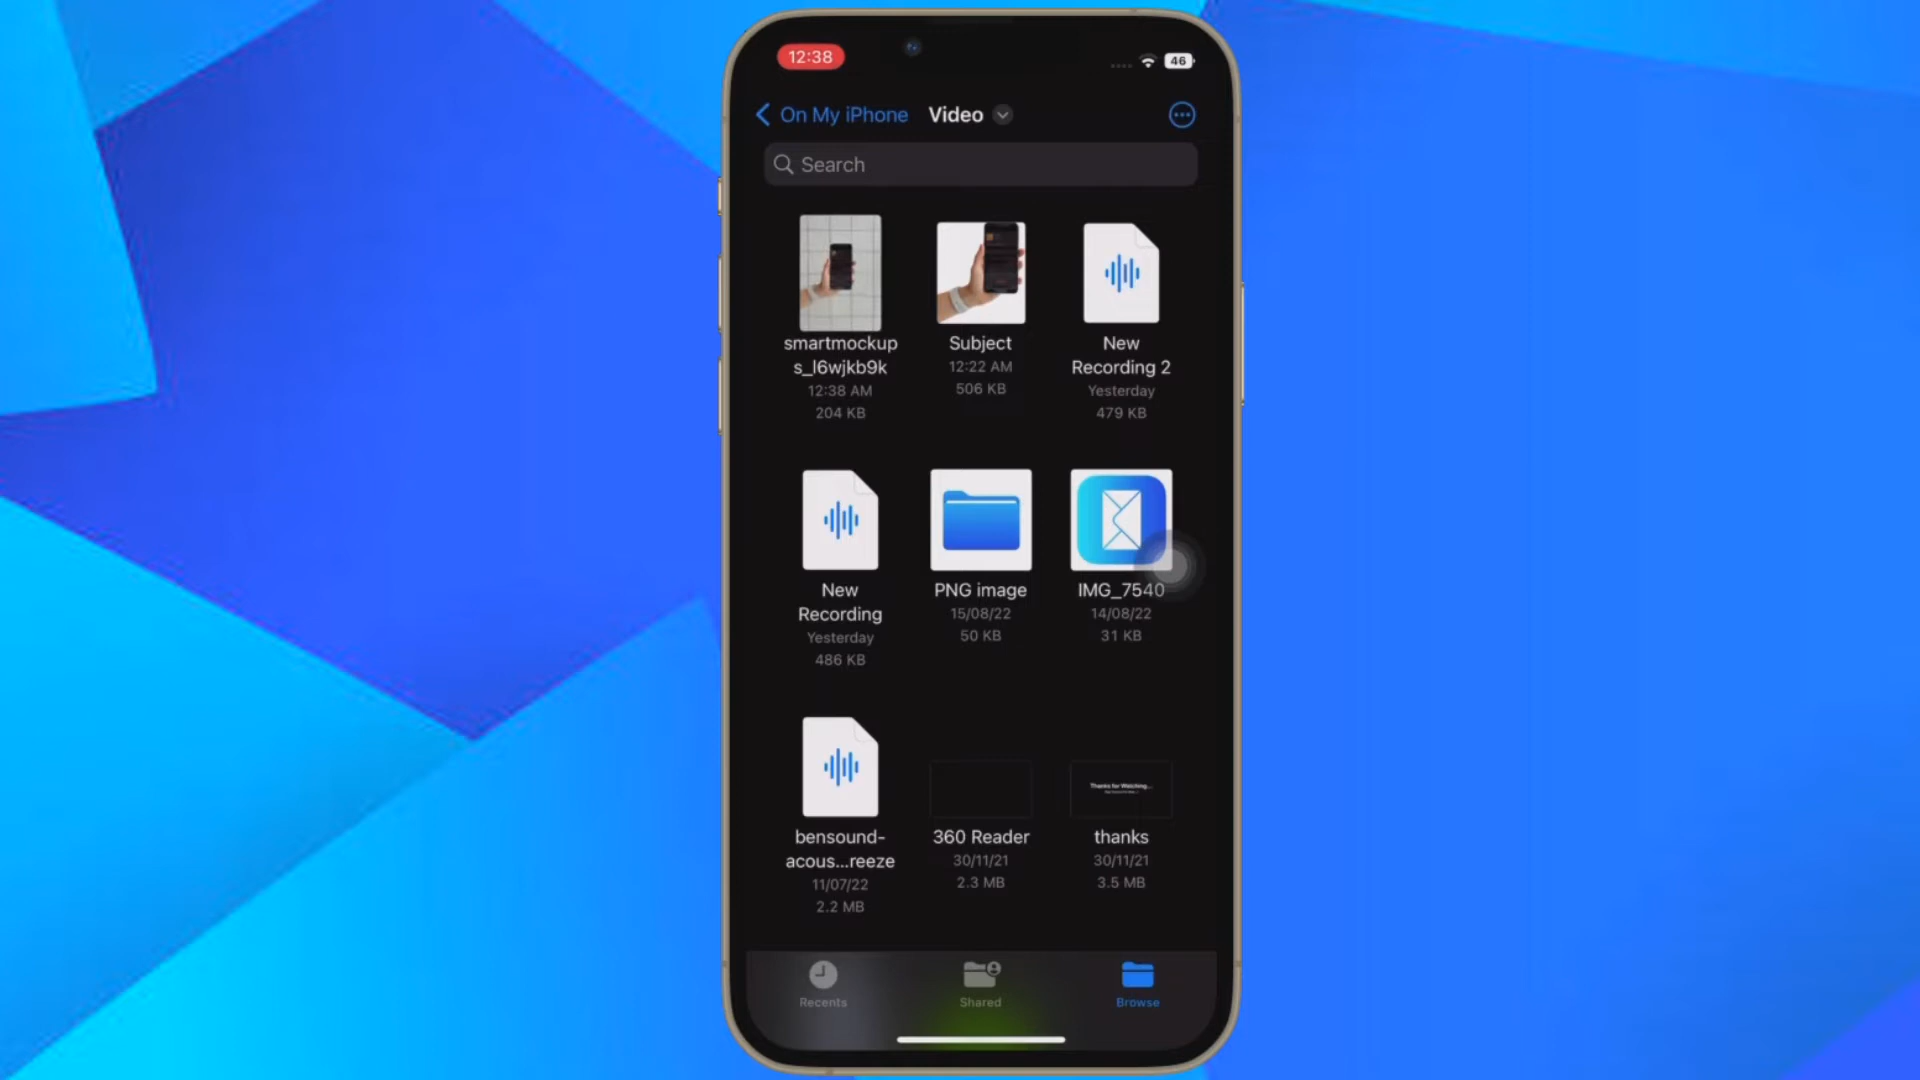 12:38
46
On My iPhone Video
Search
smartmockup
s_l6wjkb9k
12:38 AM
204 KB
Subject
12:22 AM
506 KB
New
Recording 2
Yesterday
479 KB
New
Recording
Yesterday
486 KB
PNG image
15/08/22
50 KB
IMG_7540
14/08/22
31 KB
bensound-
acous...reeze
11/07/22
2.2 MB
360 Reader
30/11/21
2.3 MB
Thanks for Watching...
thanks
30/11/21
3.5 MB
Recents
Shared
Browse